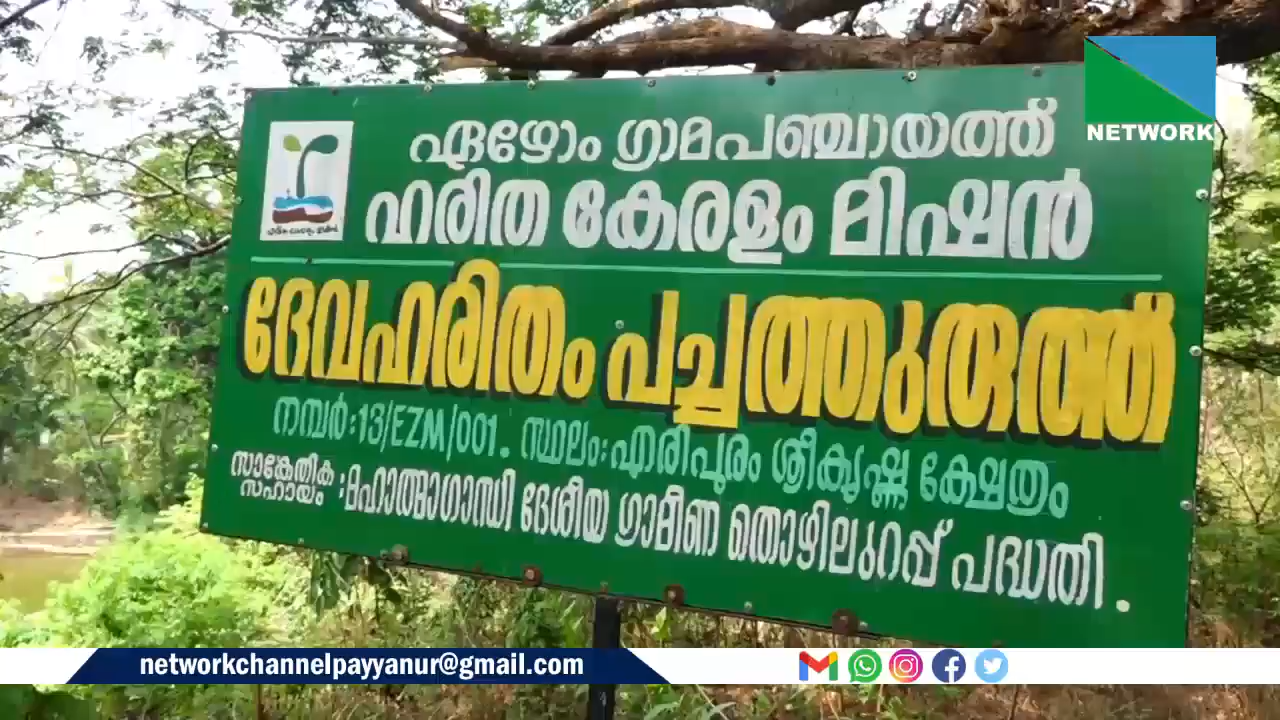 NETWORK
ഏഴോം ഗ്രാമപഞ്ചായത്ത്
ഹരിത കേരളം മിഷൻ
ദേവഹരിതം പച്ചത്തുരുത്ത്
നമ്പർ:13/EZM/001. സ്ഥലം:എരിപുരം ശ്രീകൃഷ്ണ ക്ഷേത്രം
സാങ്കേതിക സഹായം :മഹാത്മാഗാന്ധി ദേശീയ ഗ്രാമീണ തൊഴിലുറപ്പ് പദ്ധതി.
networkchannelpayyanur@gmail.com